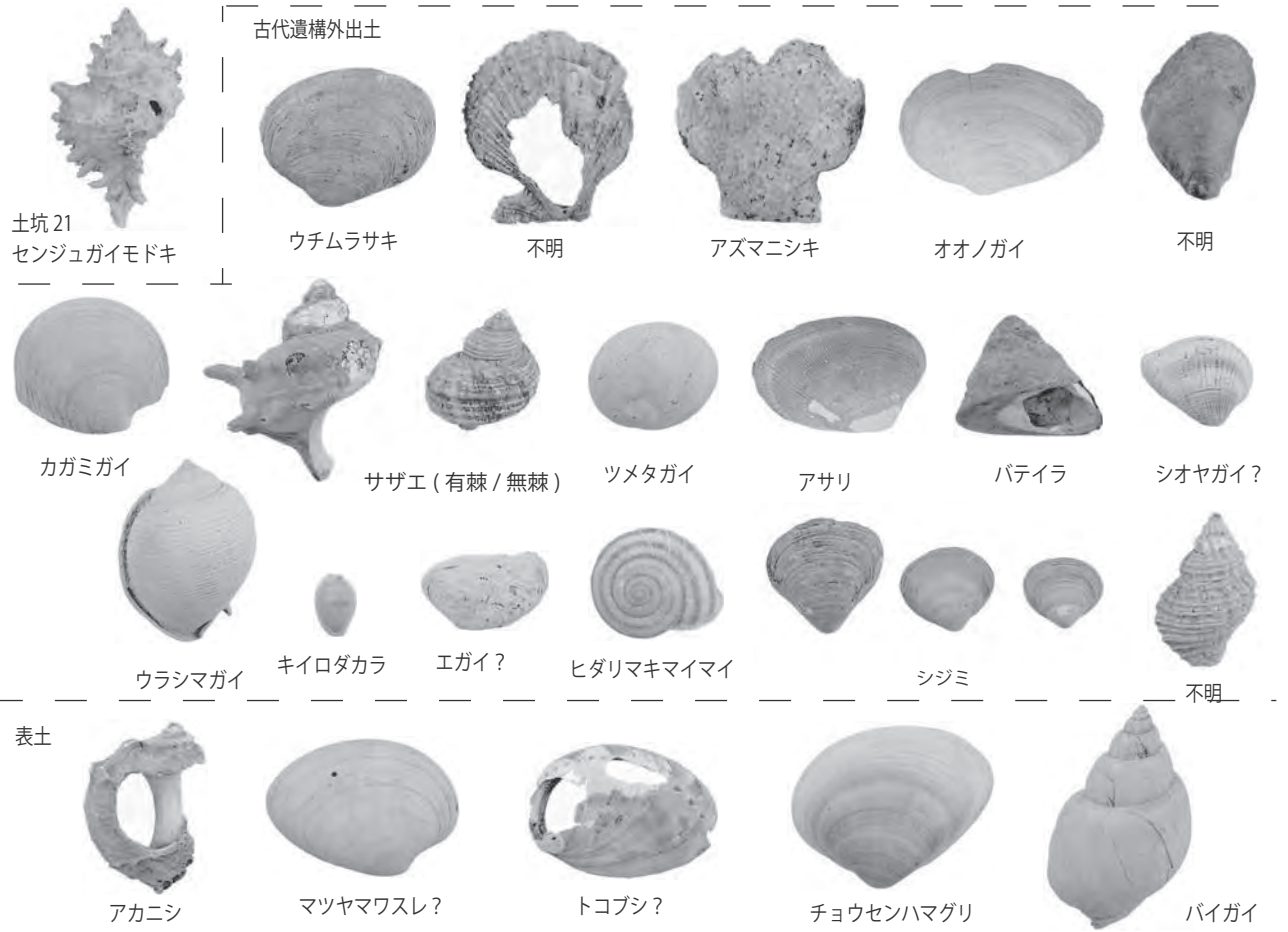 古代遺構外出土
土坑 21
センジュガイモドキ
ウチムラサキ
不明
アズマニシキ
オオノガイ
不明
カガミガイ
サザエ ( 有棘 / 無棘 )
ツメタガイ
アサリ
バテイラ
シオヤガイ？
ウラシマガイ
キイロダカラ
エガイ？
ヒダリマキマイマイ
シジミ
不明
表土
アカニシ
マツヤマワスレ？
トコブシ？
チョウセンハマグリ
バイガイ